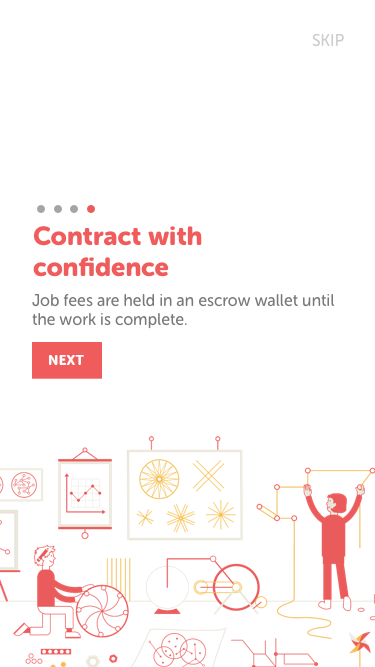 SKIP
Contract with
confidence
Job fees are held in an escrow wallet until
the work is complete.
NEXT